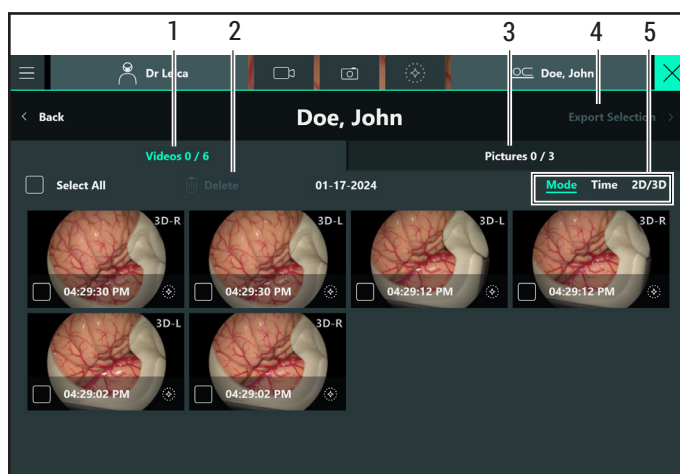 1 2 3 4 5
Dr Leica Doe, John
Back Doe, John Export Selection
Videos 0 / 6 Pictures 0 / 3
Select All Delete 01-17-2024 Mode Time 2D/3D
3D-R 3D-L 3D-L 3D-R
04:29:30 PM 04:29:30 PM 04:29:12 PM 04:29:12 PM
3D-L 3D-R
04:29:02 PM 04:29:02 PM